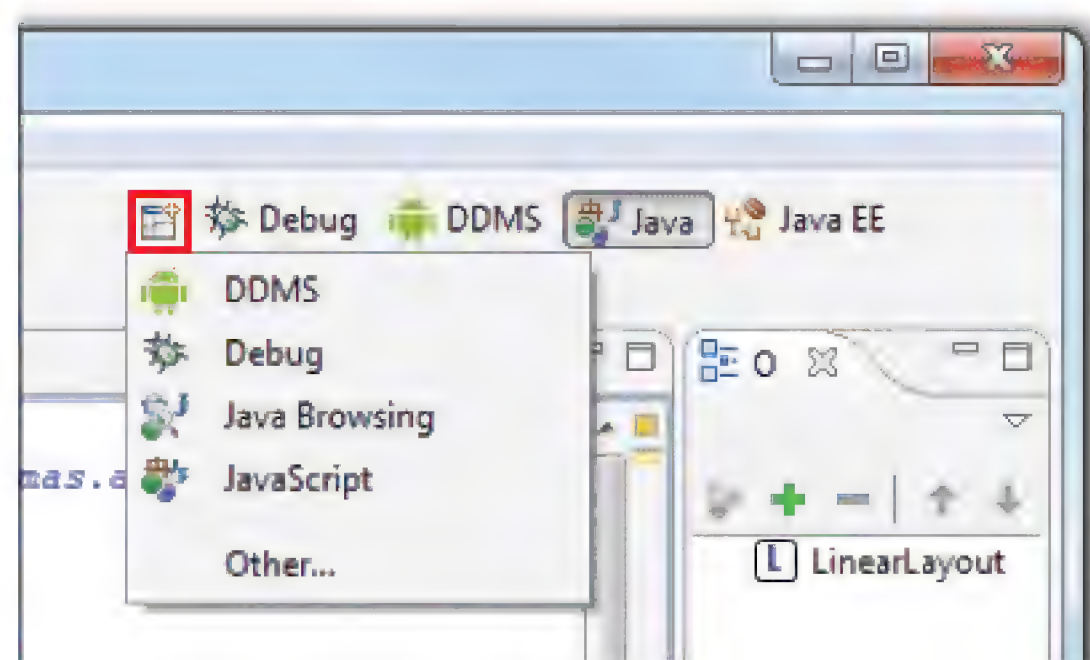 Debug DDMS Java Java EE
DDMS
Debug
Java Browsing
JavaScript
Other...
O
mas.a
L LinearLayout